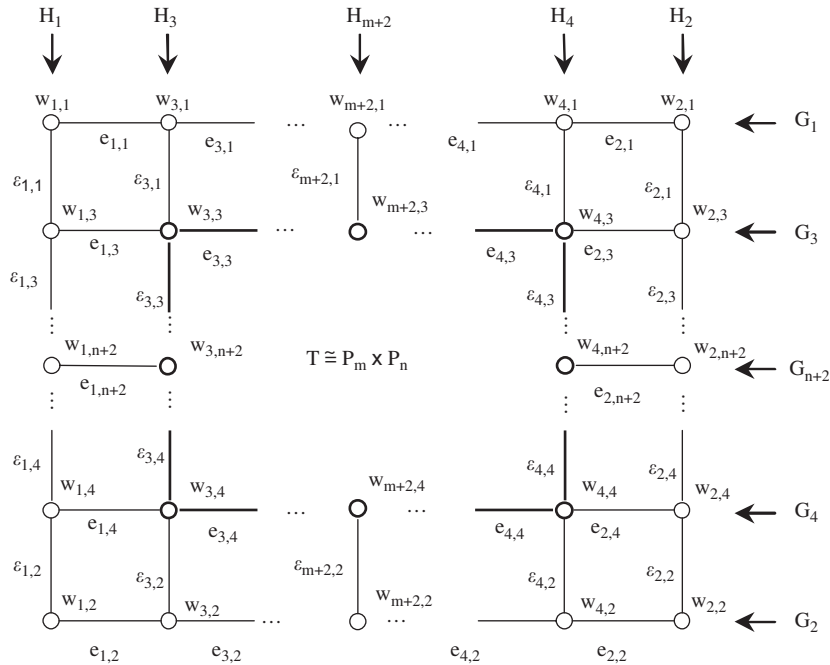 H1 H3 Hm+2 H4 H2
w1,1 w3,1 wm+2,1 w4,1 w2,1
G1
e1,1 e3,1 ... ... e4,1 e2,1
ε1,1 ε3,1 εm+2,1 ε4,1 ε2,1
w1,3 w3,3 wm+2,3 w4,3 w2,3
G3
e1,3 e3,3 ... ... e4,3 e2,3
ε1,3 ε3,3 ε4,3 ε2,3
... ... ... ...
w1,n+2 w3,n+2 T ≅ Pm x Pn w4,n+2 w2,n+2
Gn+2
e1,n+2 e2,n+2
... ... ... ...
ε1,4 ε3,4 ε4,4 ε2,4
w1,4 w3,4 wm+2,4 w4,4 w2,4
G4
e1,4 e3,4 ... ... e4,4 e2,4
ε1,2 ε3,2 εm+2,2 ε4,2 ε2,2
w1,2 w3,2 wm+2,2 w4,2 w2,2
G2
e1,2 e3,2 ... ... e4,2 e2,2